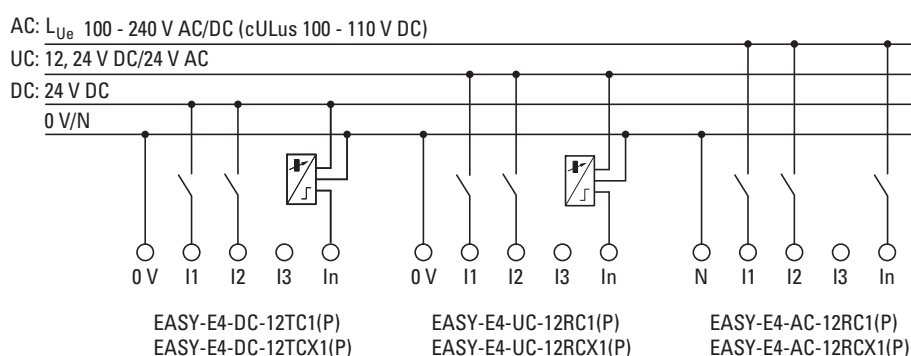 AC: LUe 100 - 240 V AC/DC (cULus 100 - 110 V DC)
UC: 12, 24 V DC/24 V AC
DC: 24 V DC
0 V/N
0 V I1 I2 I3 In 0 V I1 I2 I3 In N I1 I2 I3 In
EASY-E4-DC-12TC1(P) EASY-E4-UC-12RC1(P) EASY-E4-AC-12RC1(P)
EASY-E4-DC-12TCX1(P) EASY-E4-UC-12RCX1(P) EASY-E4-AC-12RCX1(P)